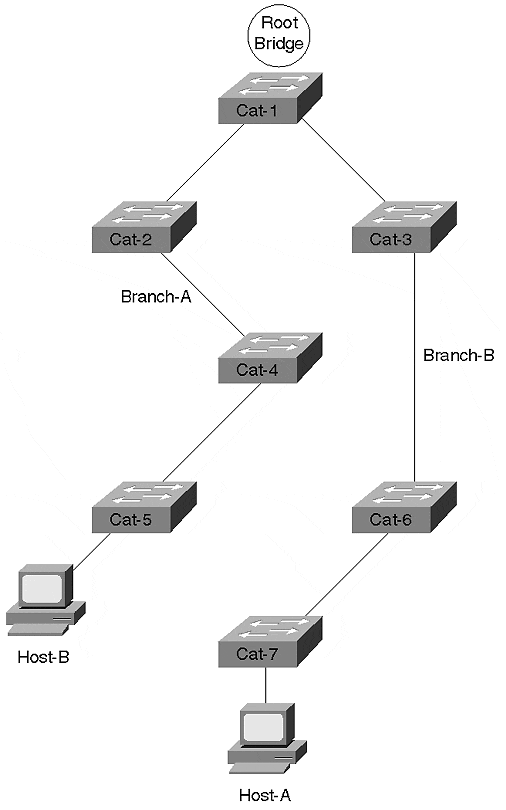 Root
Bridge
Cat-1
Cat-2
Cat-3
Branch-A
Cat-4
Branch-B
Cat-5
Cat-6
Host-B
Cat-7
Host-A